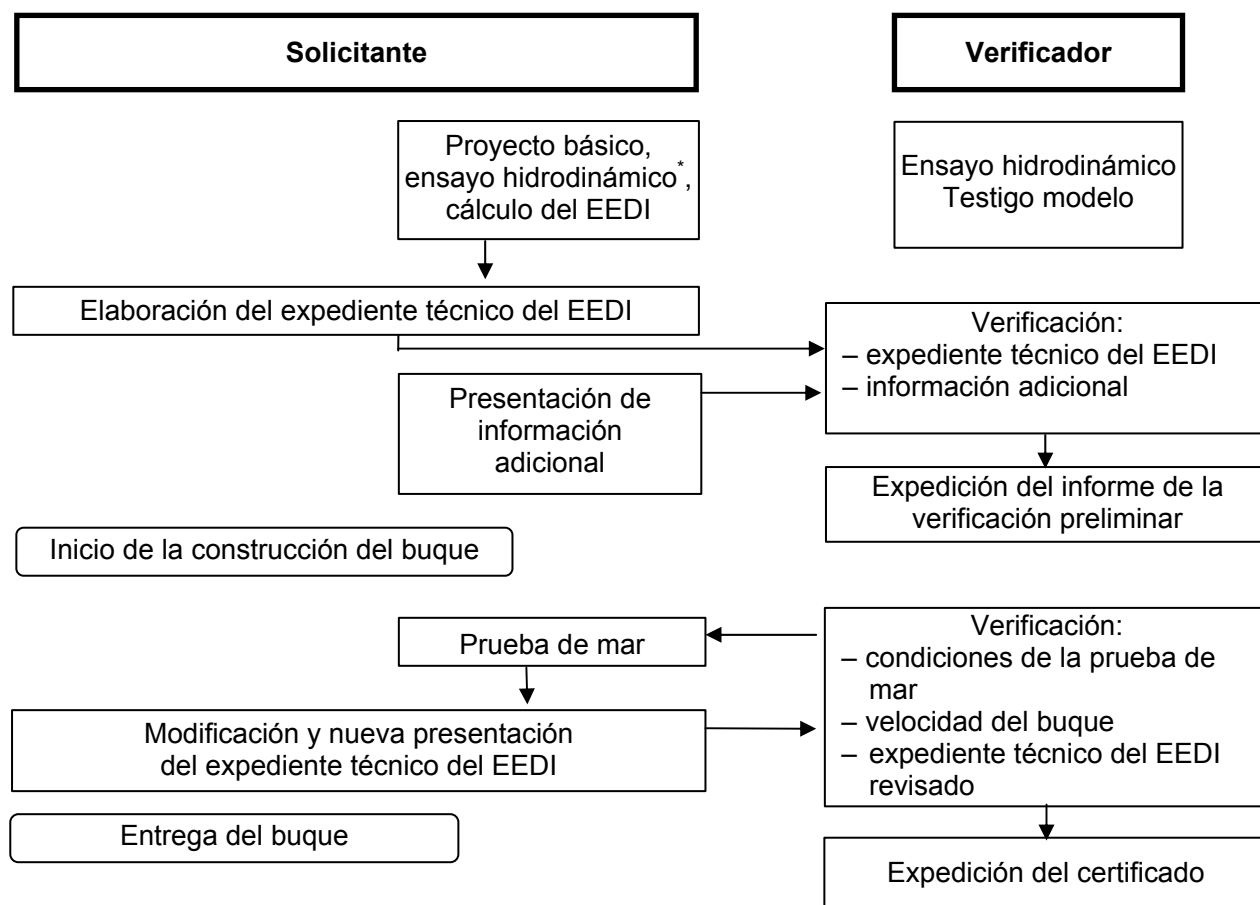 Solicitante
Verificador
Proyecto básico,
ensayo hidrodinámico*,
cálculo del EEDI
Ensayo hidrodinámico
Testigo modelo
Elaboración del expediente técnico del EEDI
Verificación:
– expediente técnico del EEDI
– información adicional
Presentación de
información
adicional
Expedición del informe de la
verificación preliminar
Inicio de la construcción del buque
Prueba de mar
Verificación:
– condiciones de la prueba de
mar
– velocidad del buque
– expediente técnico del EEDI
revisado
Modificación y nueva presentación
del expediente técnico del EEDI
Entrega del buque
Expedición del certificado